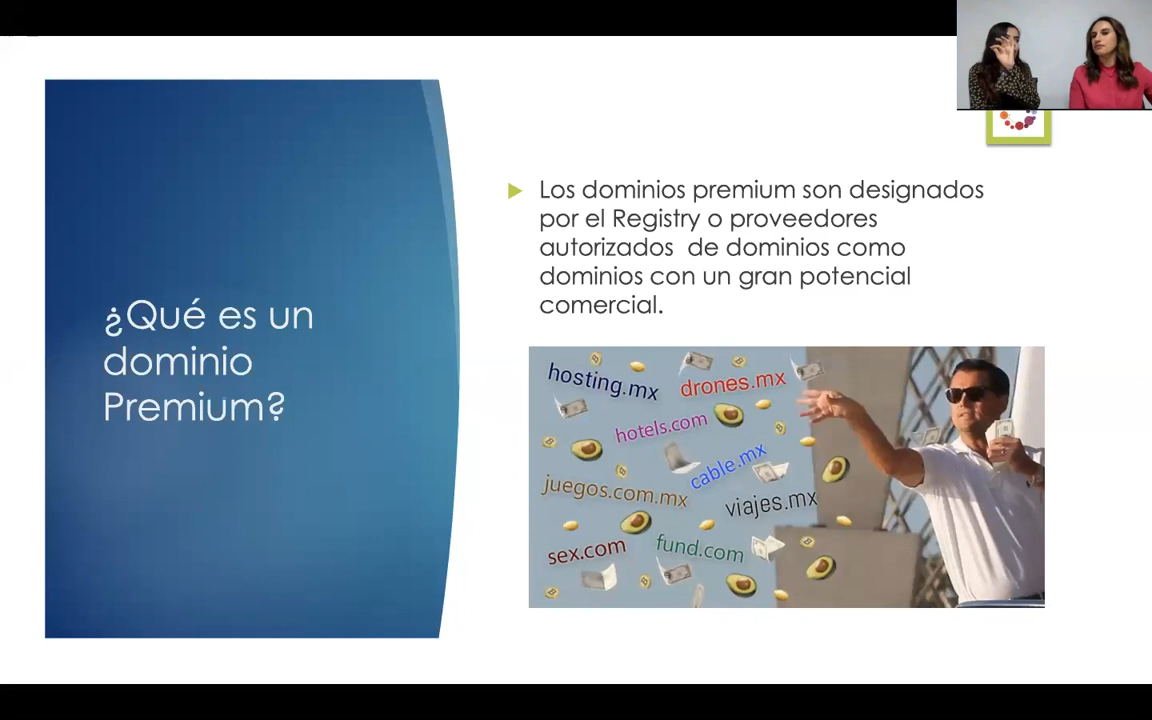 ¿Qué es un
dominio
Premium?
Los dominios premium son designados
por el Registry o proveedores
autorizados de dominios como
dominios con un gran potencial
comercial.
hosting.mx
drones.mx
hotels.com
cable.mx
juegos.com.mx
viajes.mx
sex.com
fund.com